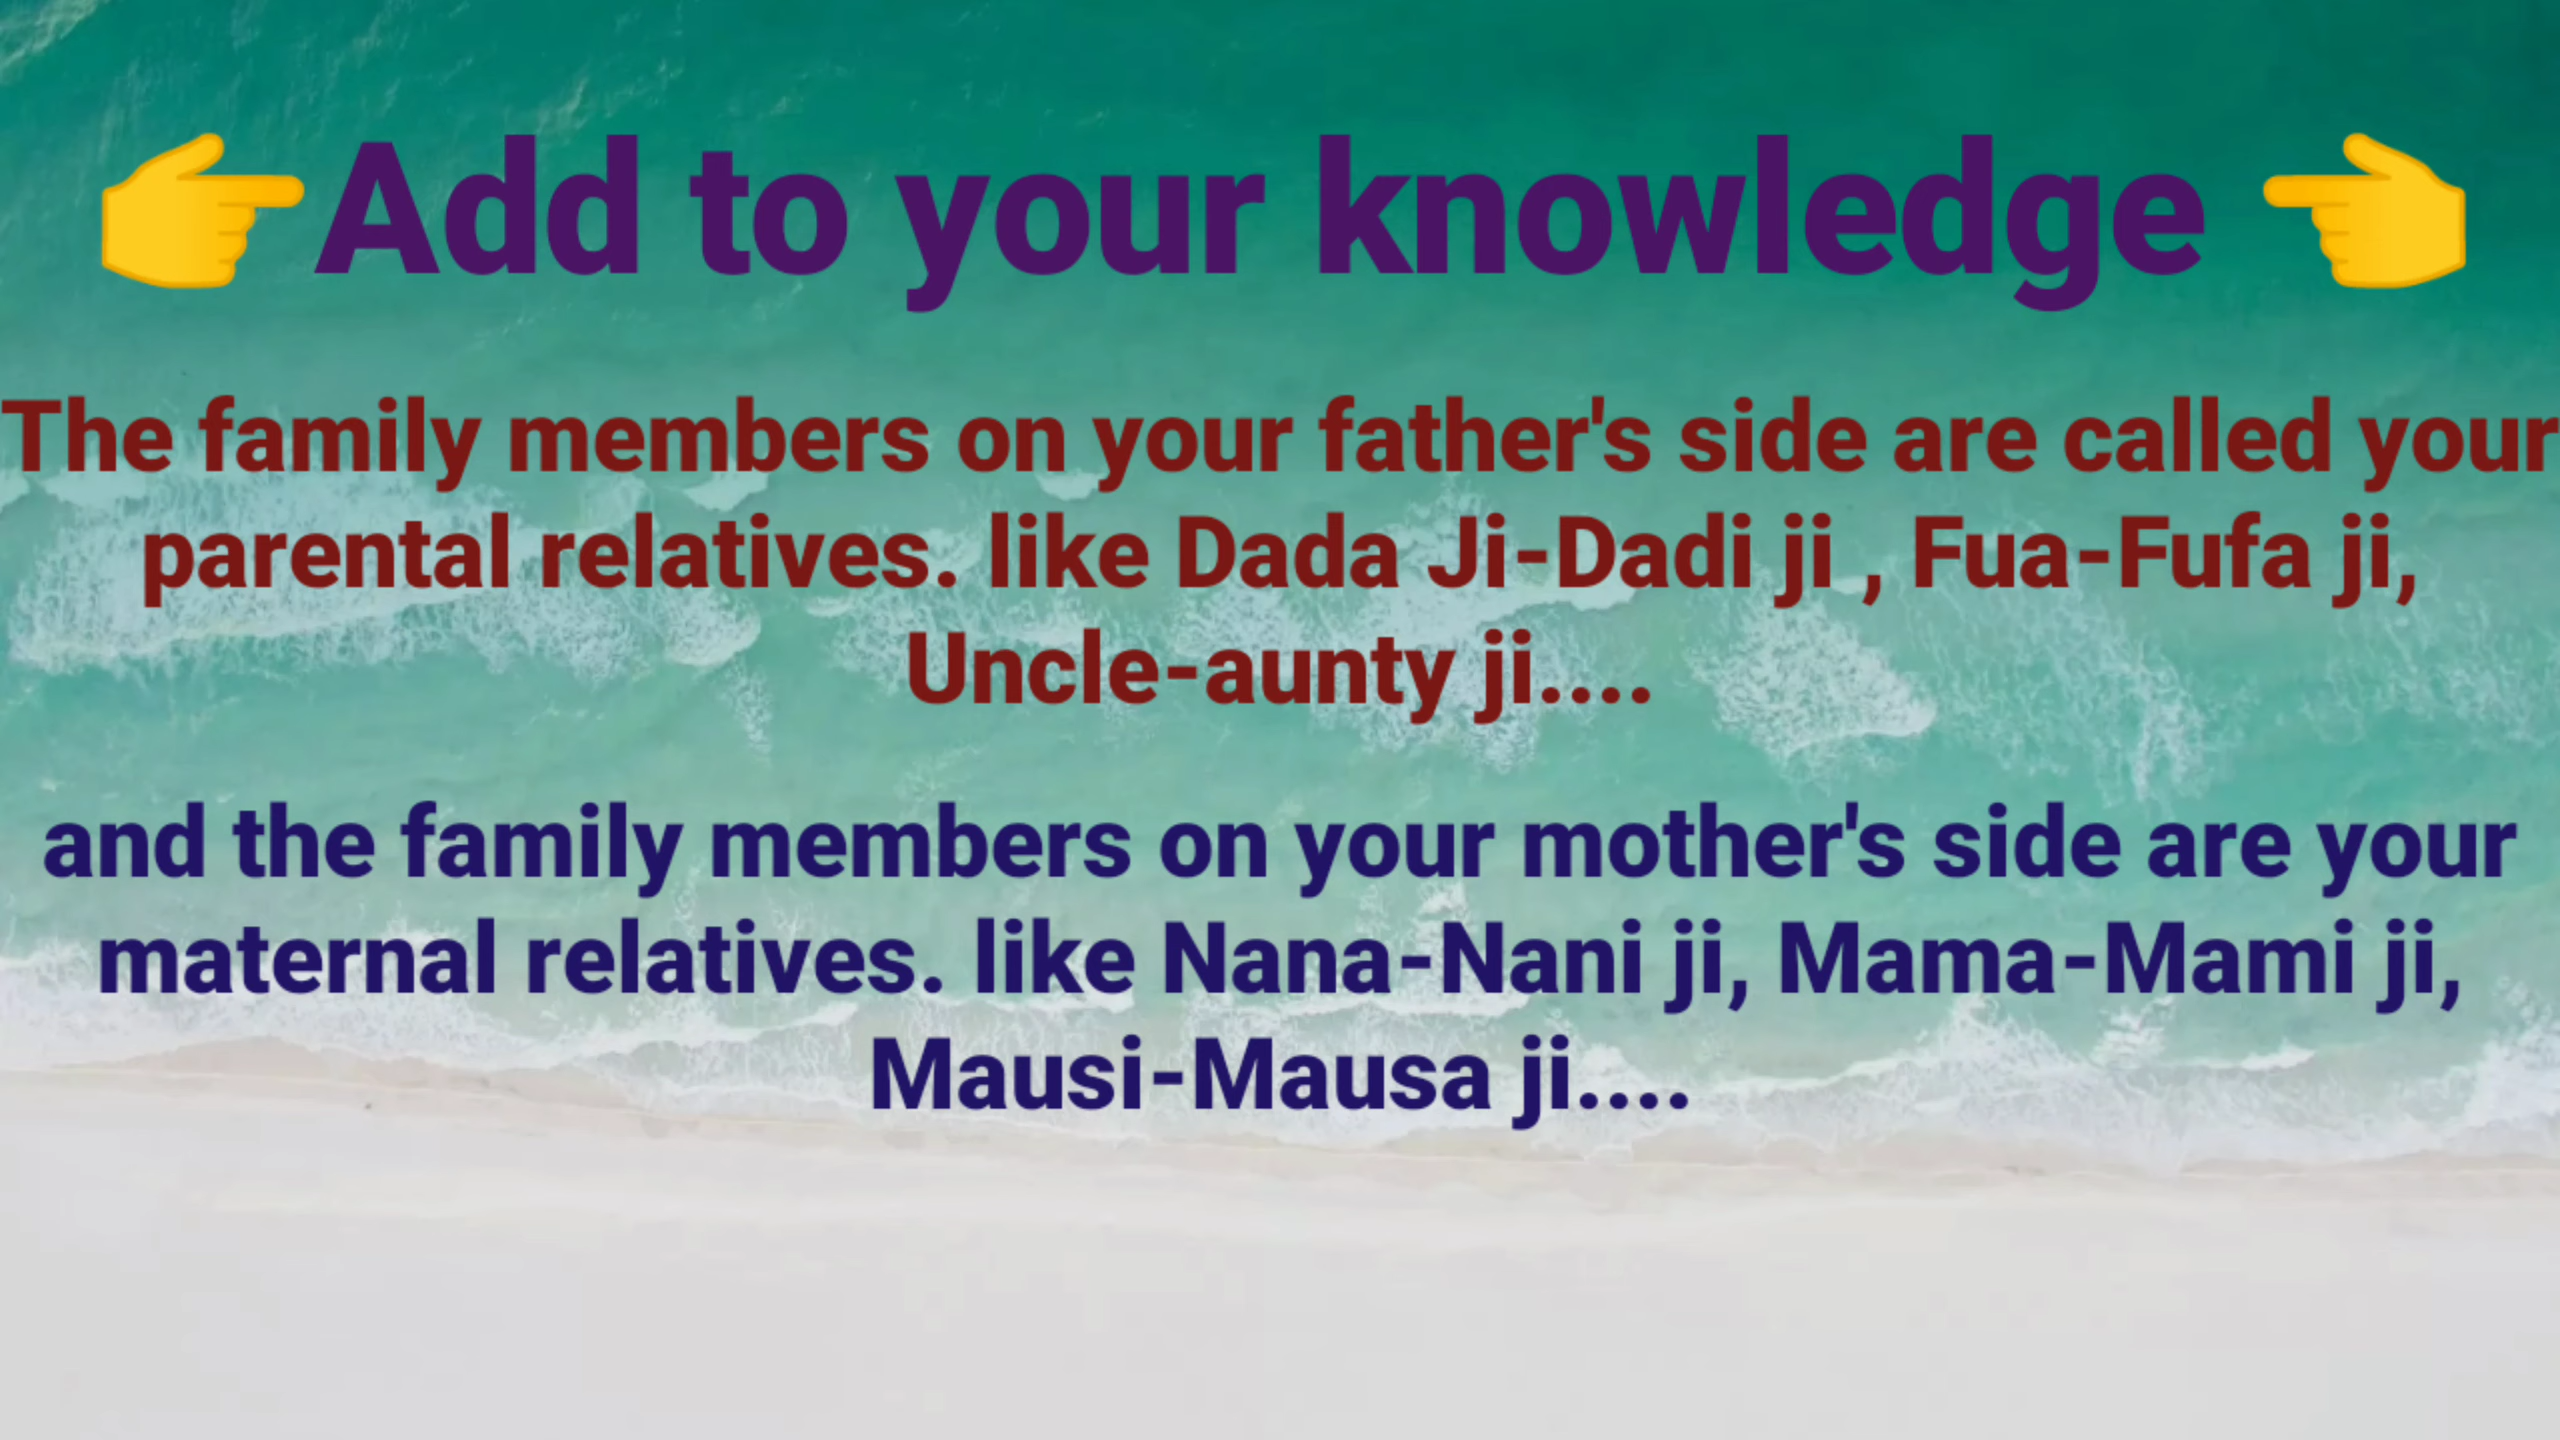 👉Add to your knowledge 👈
The family members on your father's side are called your
parental relatives. like Dada Ji-Dadi ji , Fua-Fufa ji,
Uncle-aunty ji....
and the family members on your mother's side are your
maternal relatives. like Nana-Nani ji, Mama-Mami ji,
Mausi-Mausa ji....